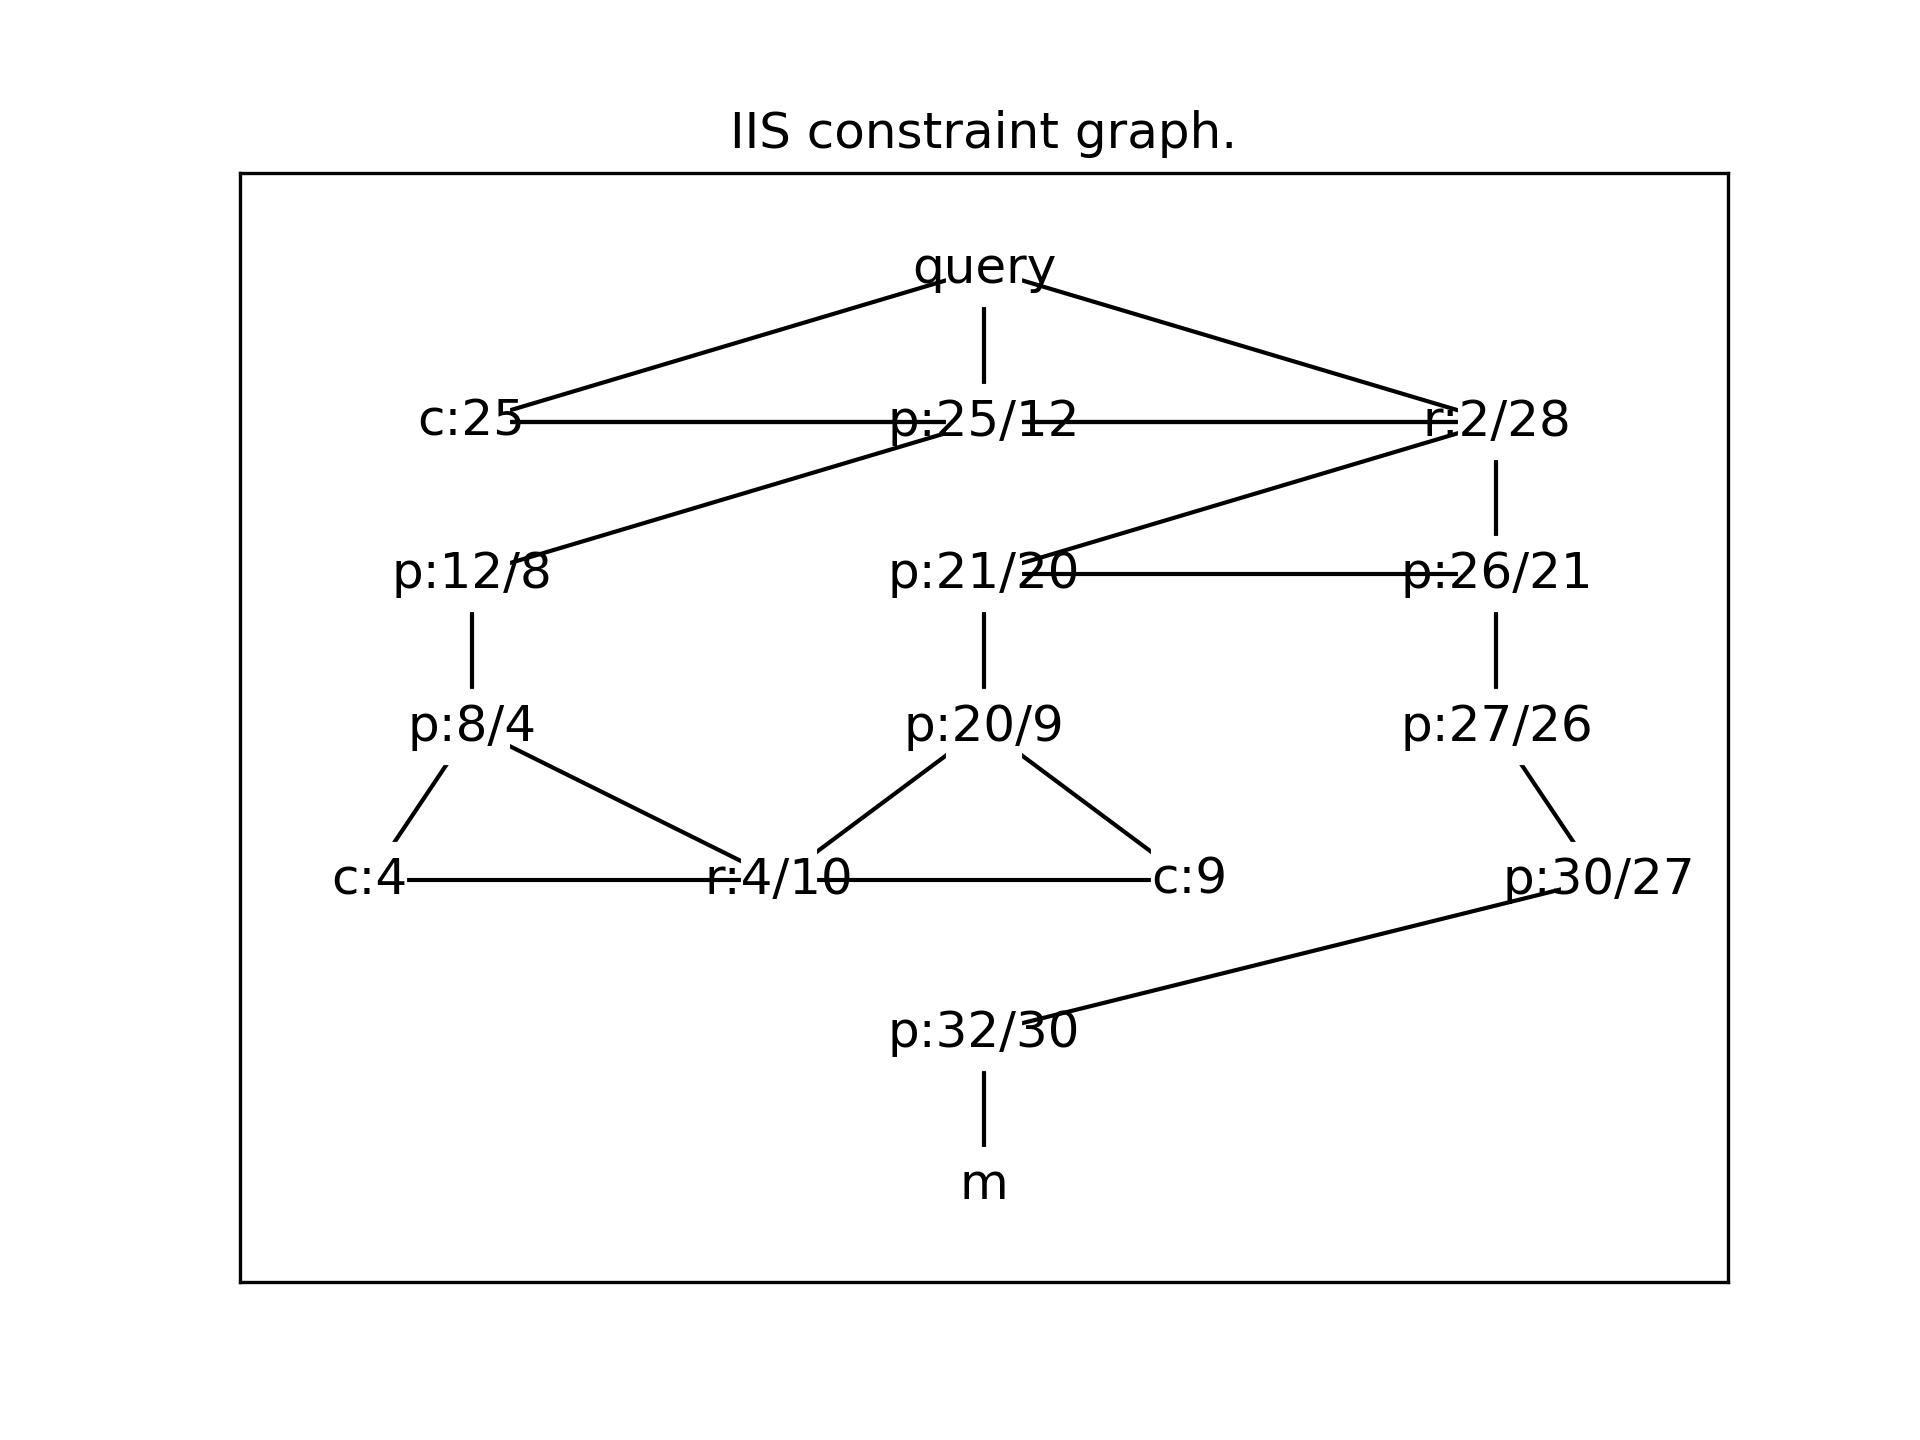 IIS constraint graph.
query
c:25 p:25/12 r:2/28
p:12/8 p:21/20 p:26/21
p:8/4 p:20/9 p:27/26
c:4 r:4/10 c:9 p:30/27
p:32/30
m